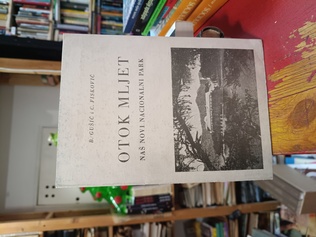 B. GUŠIĆ i C. FISKOVIĆ
OTOK MLJET
NAŠ NOVI NACIONALNI PARK